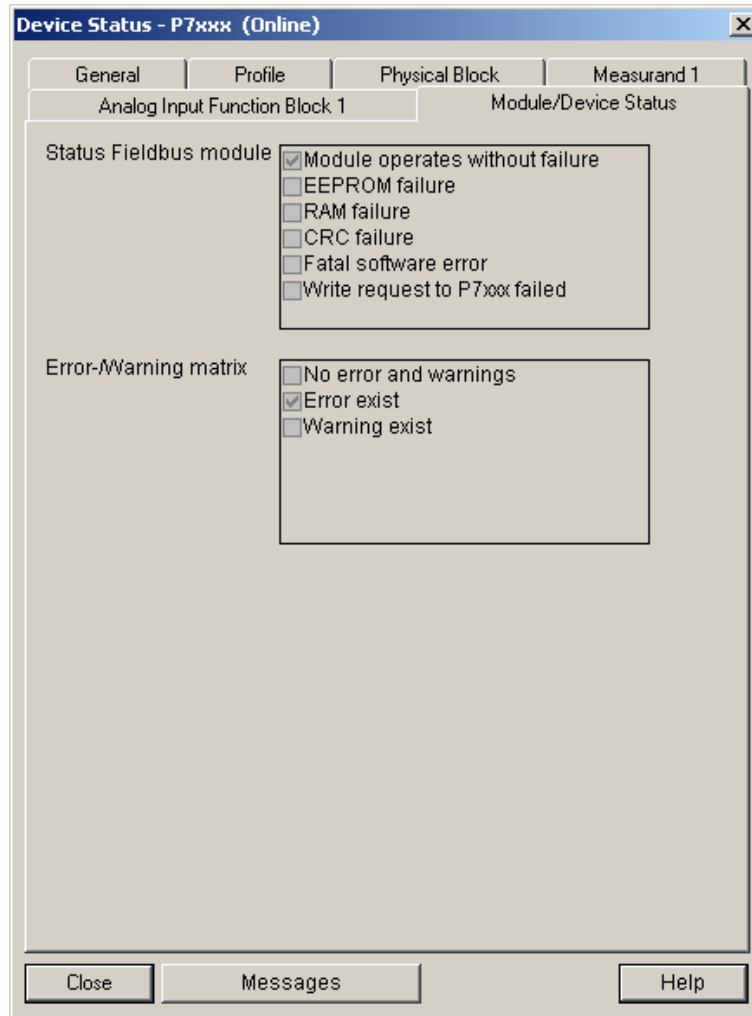 Device Status - P7xxx (Online)
General Profile Physical Block Measurand 1
Analog Input Function Block 1 Module/Device Status
Status Fieldbus module
Module operates without failure
EEPROM failure
RAM failure
CRC failure
Fatal software error
Write request to P7xxx failed
Error-/Warning matrix
No error and warnings
Error exist
Warning exist
Close Messages Help